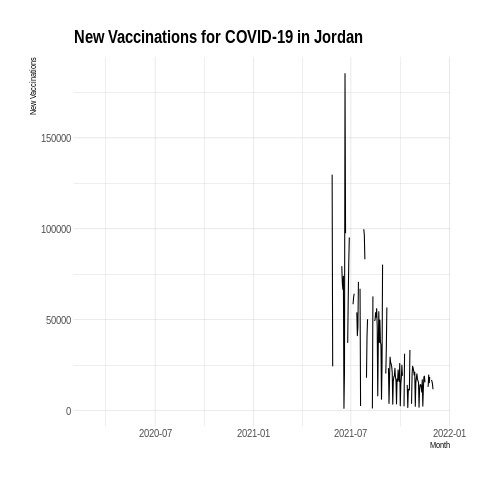 New Vaccinations for COVID-19 in Jordan
New Vaccinations
150000
100000
50000
0
2020-07
2021-01
2021-07
2022-01
Month